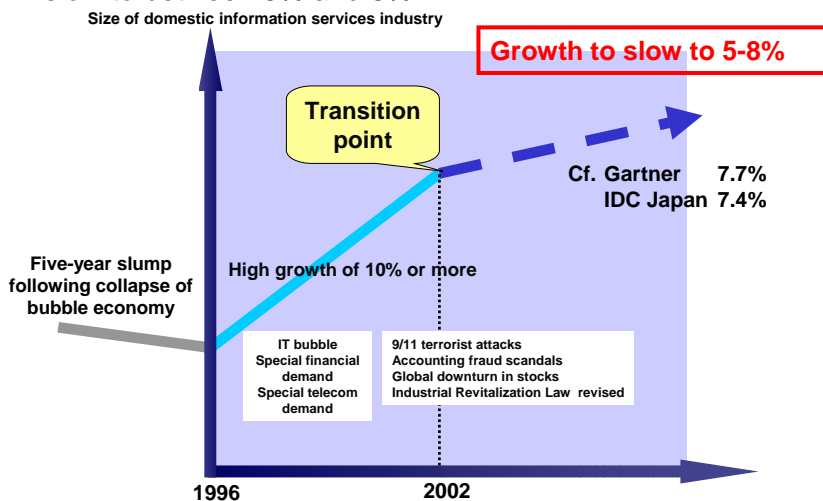 Size of domestic information services industry
Growth to slow to 5-8%
Transition
point
Cf. Gartner 7.7%
IDC Japan 7.4%
Five-year slump
following collapse of
bubble economy
High growth of 10% or more
IT bubble
Special financial
demand
Special telecom
demand
9/11 terrorist attacks
Accounting fraud scandals
Global downturn in stocks
Industrial Revitalization Law revised
1996
2002